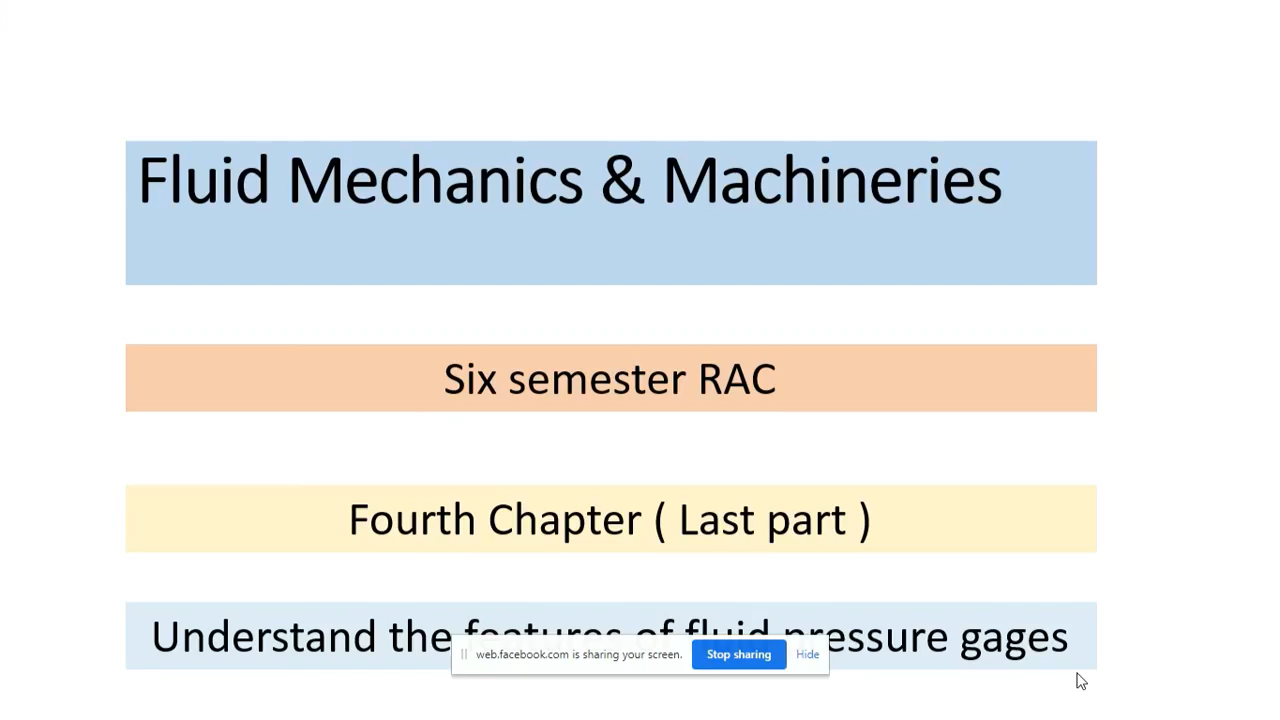 Fluid Mechanics & Machineries
Six semester RAC
Fourth Chapter ( Last part )
Understand the features of fluid pressure gages
web.facebook.com is sharing your screen.
Stop sharing
Hide